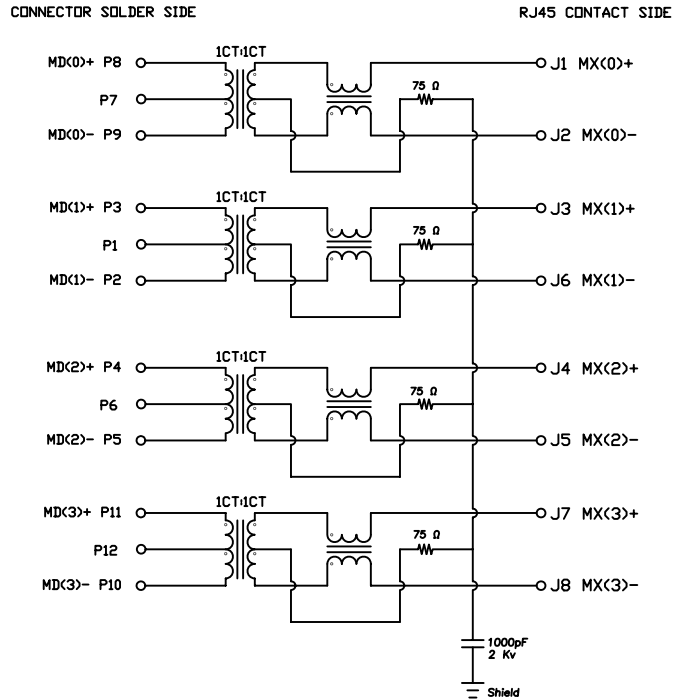 CONNECTOR SOLDER SIDE
RJ45 CONTACT SIDE
1CT:1CT
MD(0)+ P8
J1 MX(0)+
75 Ω
P7
MD(0)- P9
J2 MX(0)-
1CT:1CT
MD(1)+ P3
J3 MX(1)+
75 Ω
P1
MD(1)- P2
J6 MX(1)-
1CT:1CT
MD(2)+ P4
J4 MX(2)+
75 Ω
P6
MD(2)- P5
J5 MX(2)-
1CT:1CT
MD(3)+ P11
J7 MX(3)+
75 Ω
P12
MD(3)- P10
J8 MX(3)-
1000pF
2 Kv
Shield